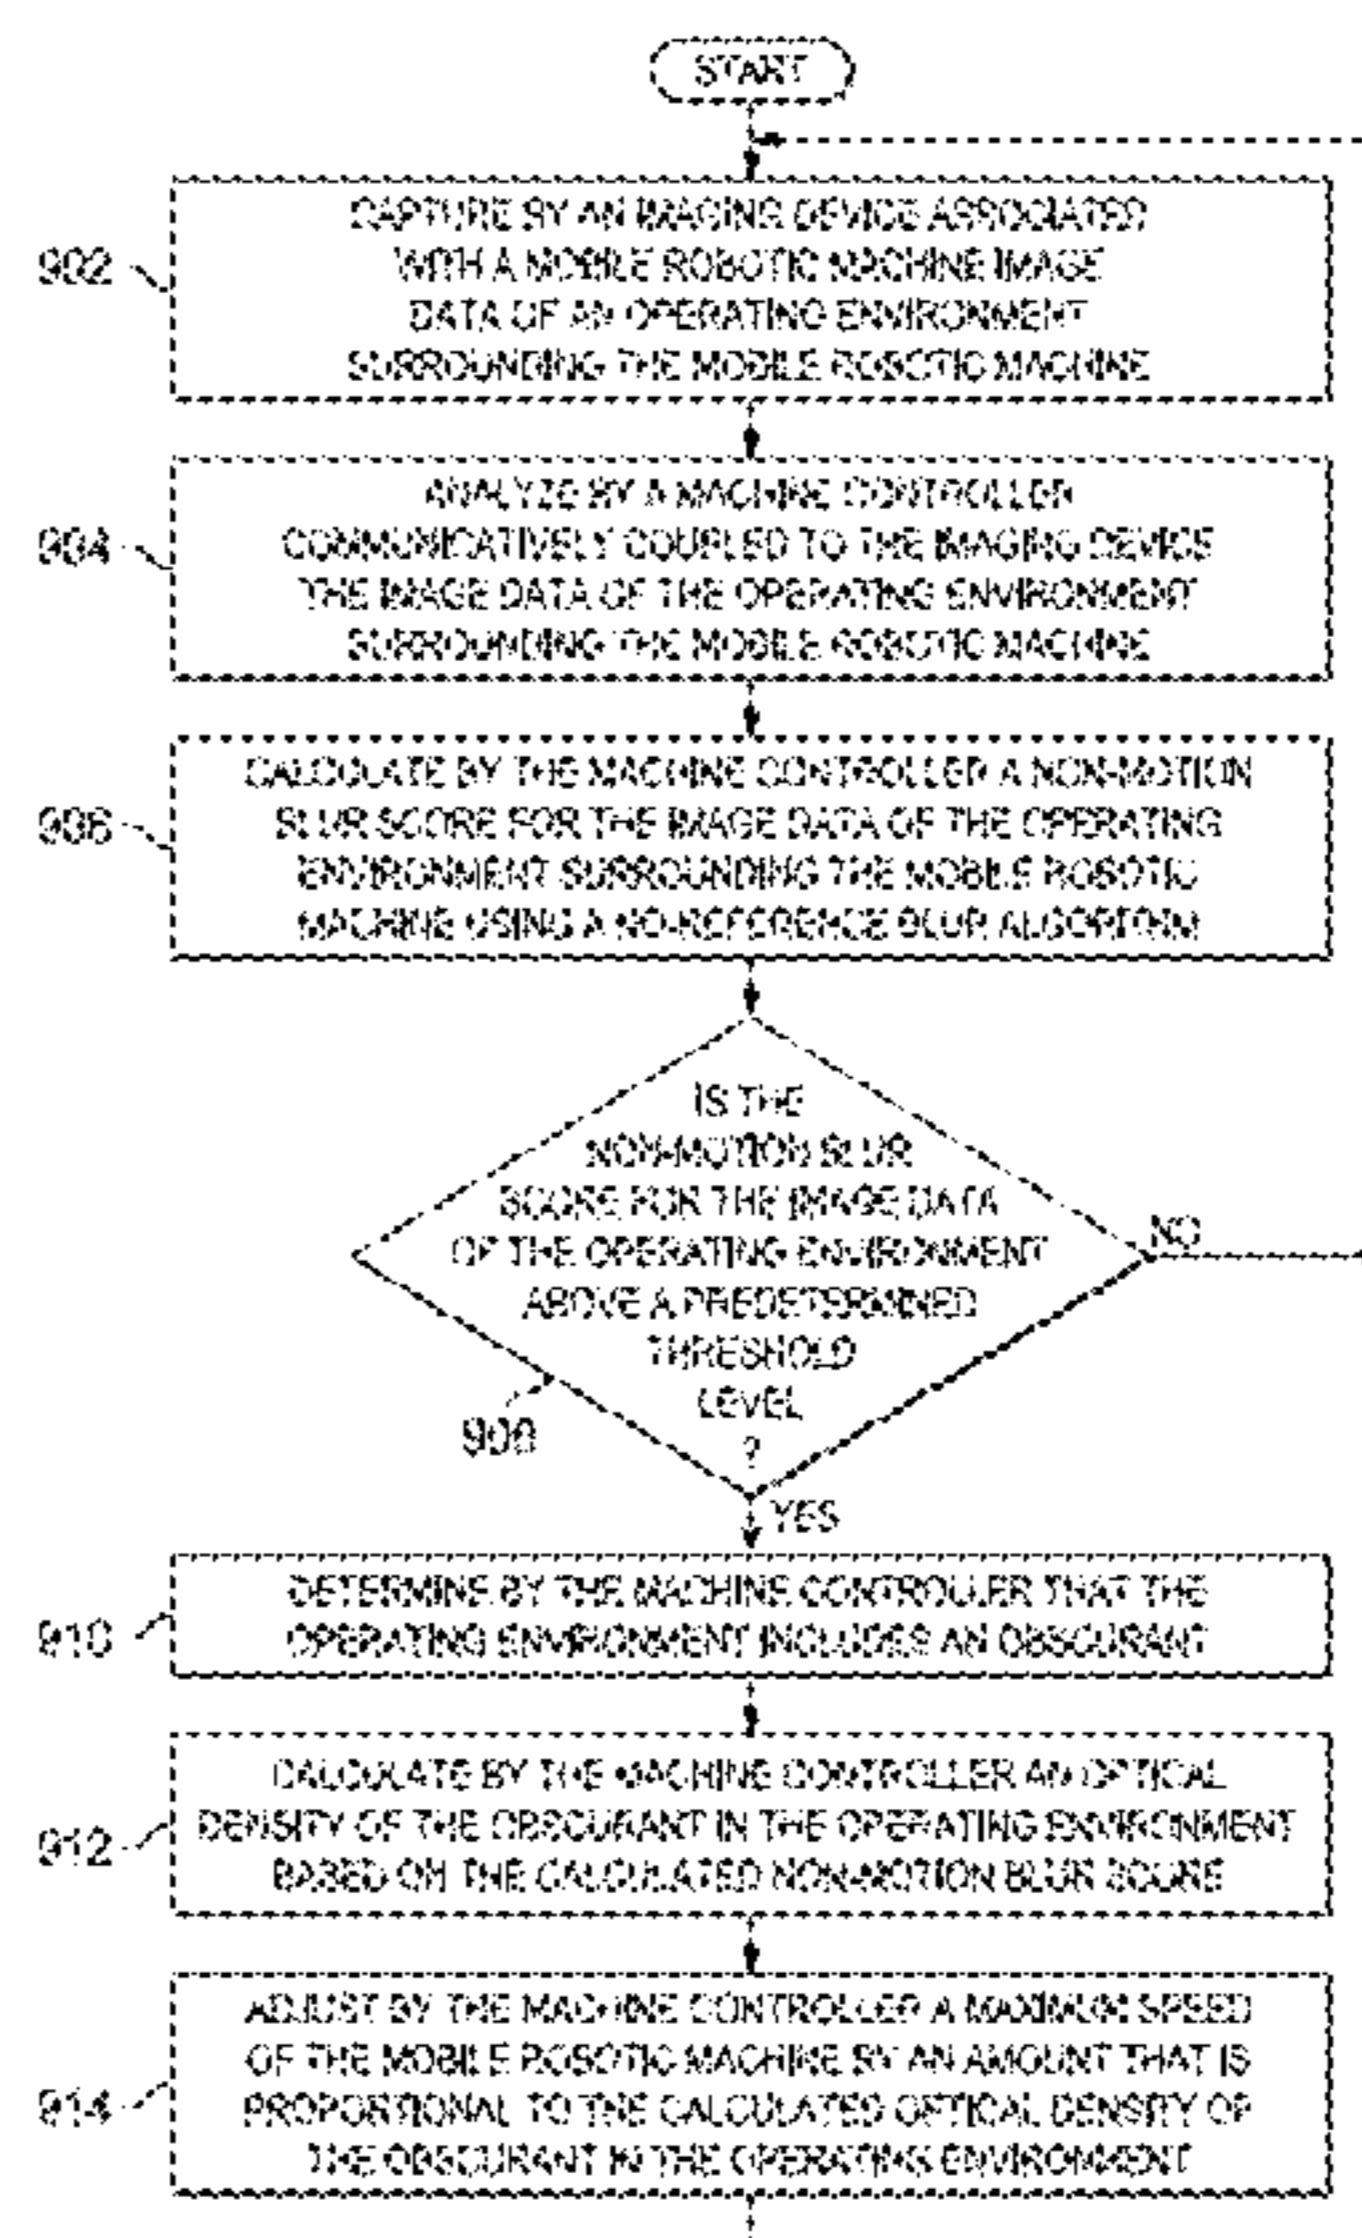 START
902
CAPTURE BY AN IMAGING DEVICE ASSOCIATED
WITH A MOBILE ROBOTIC MACHINE IMAGE
DATA OF AN OPERATING ENVIRONMENT
SURROUNDING THE MOBILE ROBOTIC MACHINE
904
ANALYZE BY A MACHINE CONTROLLER
COMMUNICATIVELY COUPLED TO THE IMAGING DEVICE
THE IMAGE DATA OF THE OPERATING ENVIRONMENT
SURROUNDING THE MOBILE ROBOTIC MACHINE
906
CALCULATE BY THE MACHINE CONTROLLER A NON-MOTION
BLUR SCORE FOR THE IMAGE DATA OF THE OPERATING
ENVIRONMENT SURROUNDING THE MOBILE ROBOTIC
MACHINE USING A NO-REFERENCE BLUR ALGORITHM
IS THE
NON-MOTION BLUR
SCORE FOR THE IMAGE DATA
OF THE OPERATING ENVIRONMENT
ABOVE A PREDETERMINED
THRESHOLD
LEVEL
?
NO
908
YES
910
DETERMINE BY THE MACHINE CONTROLLER THAT THE
OPERATING ENVIRONMENT INCLUDES AN OBSCURANT
912
CALCULATE BY THE MACHINE CONTROLLER AN OPTICAL
DENSITY OF THE OBSCURANT IN THE OPERATING ENVIRONMENT
BASED ON THE CALCULATED NON-MOTION BLUR SCORE
914
ADJUST BY THE MACHINE CONTROLLER A MAXIMUM SPEED
OF THE MOBILE ROBOTIC MACHINE BY AN AMOUNT THAT IS
PROPORTIONAL TO THE CALCULATED OPTICAL DENSITY OF
THE OBSCURANT IN THE OPERATING ENVIRONMENT